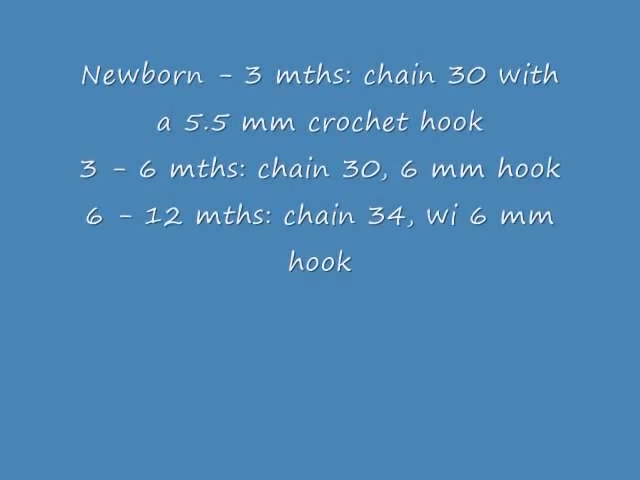 Newborn - 3 mths: chain 30 with
a 5.5 mm crochet hook
3 - 6 mths: chain 30, 6 mm hook
6 - 12 mths: chain 34, wi 6 mm
hook